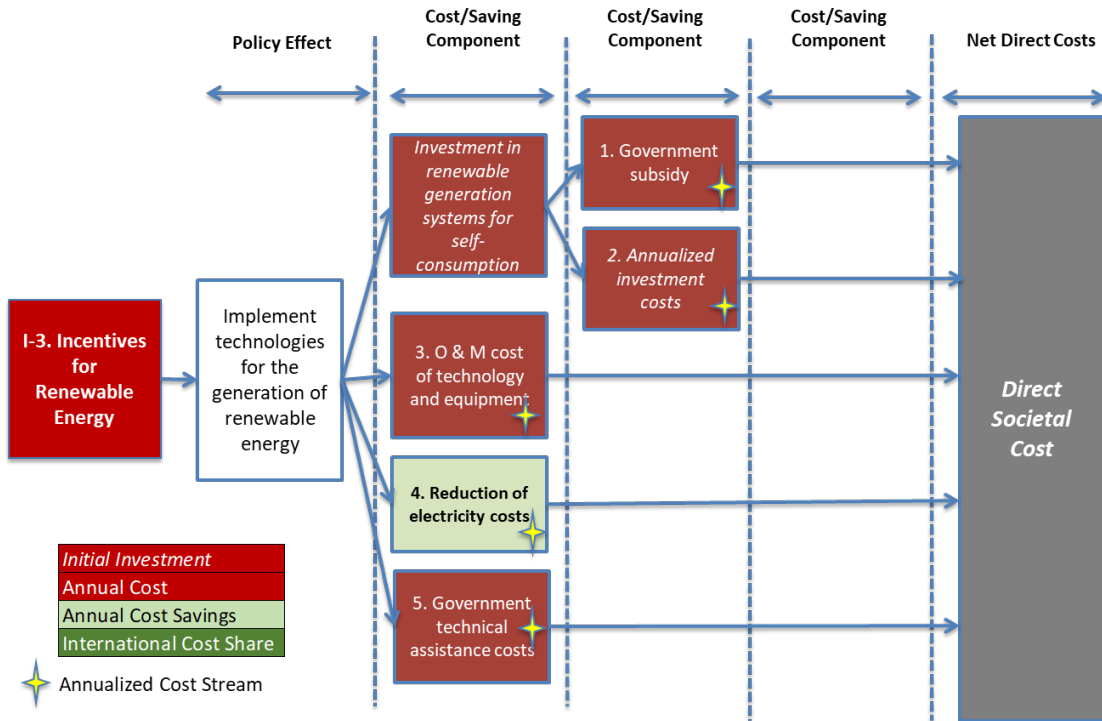 Policy Effect
Cost/Saving
Component
Cost/Saving
Component
Cost/Saving
Component
Net Direct Costs
I-3. Incentives
for
Renewable
Energy
Implement
technologies
for the
generation of
renewable
energy
Investment in
renewable
generation
systems for
self-
consumption
1. Government
subsidy
2. Annualized
investment
costs
3. O & M cost
of technology
and equipment
4. Reduction of
electricity costs
5. Government
technical
assistance costs
Direct
Societal
Cost
Initial Investment
Annual Cost
Annual Cost Savings
International Cost Share
Annualized Cost Stream